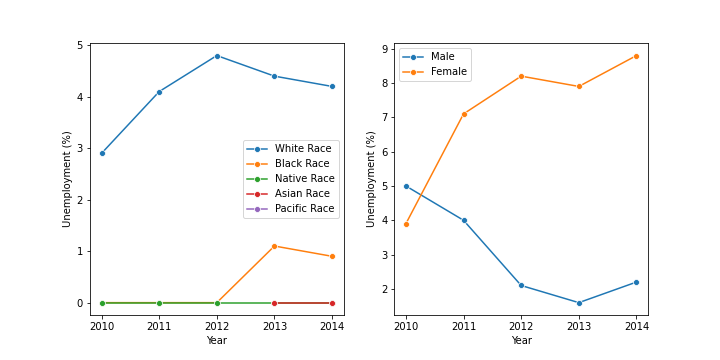 5
4
3
2
1
0
Unemployment (%)
White Race
Black Race
Native Race
Asian Race
Pacific Race
2010 2011 2012 2013 2014
Year
9
8
7
6
5
4
3
2
Unemployment (%)
Male
Female
2010 2011 2012 2013 2014
Year